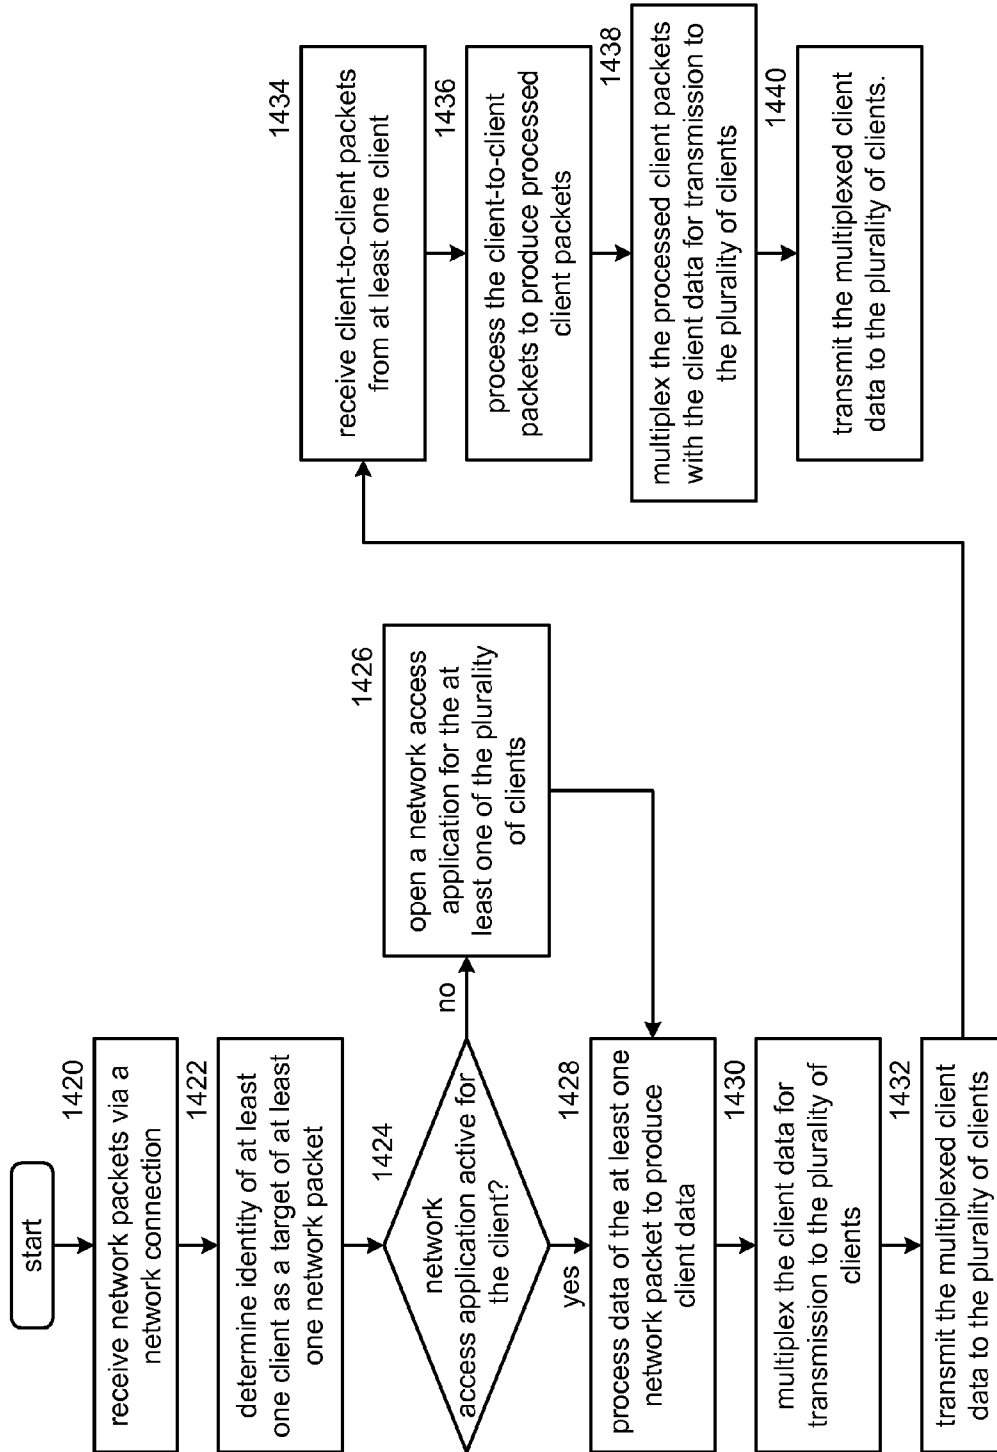 start
1420
receive network packets via a
network connection
1422
determine identity of at least
one client as a target of at least
one network packet
1424
network
access application active for
the client?
no
yes
1426
open a network access
application for the at
least one of the plurality
of clients
1428
process data of the at least one
network packet to produce
client data
1430
multiplex the client data for
transmission to the plurality of
clients
1432
transmit the multiplexed client
data to the plurality of clients
1434
receive client-to-client packets
from at least one client
1436
process the client-to-client
packets to produce processed
client packets
1438
multiplex the processed client packets
with the client data for transmission to
the plurality of clients
1440
transmit the multiplexed client
data to the plurality of clients.